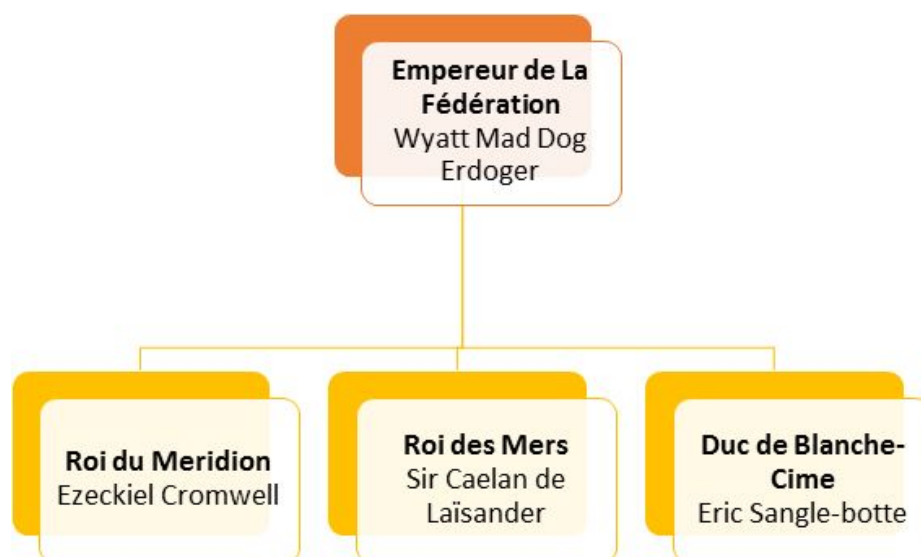 Empereur de La
Fédération
Wyatt Mad Dog
Erdoger
Roi du Meridion
Ezeckiel Cromwell
Roi des Mers
Sir Caelan de
Laïsander
Duc de Blanche-
Cime
Eric Sangle-botte